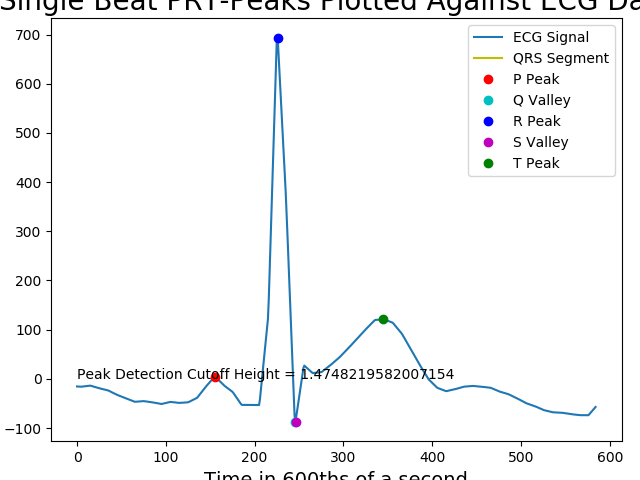 Single Beat PRT-Peaks Plotted Against ECG Da
ECG Signal
QRS Segment
P Peak
Q Valley
R Peak
S Valley
T Peak
700
600
500
400
300
200
100
0
−100
Peak Detection Cutoff Height = 1.4748219582007154
0 100 200 300 400 500 600
Time in 600ths of a second